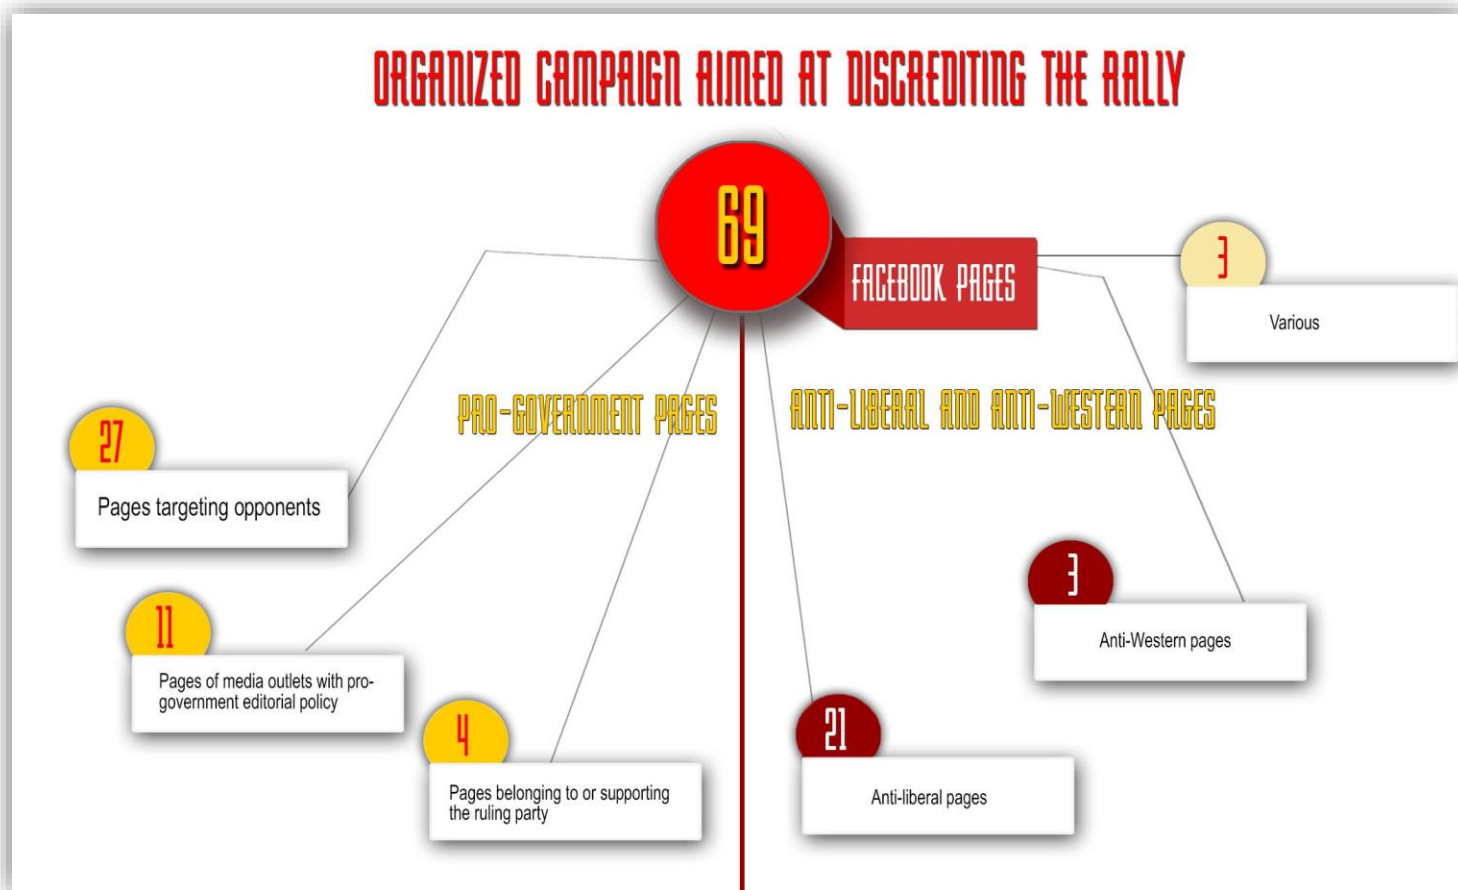 ORGANIZED CAMPAIGN AIMED AT DISCREDITING THE RALLY
69
FACEBOOK PAGES
3
Various
PRO-GOVERNMENT PAGES
ANTI-LIBERAL AND ANTI-WESTERN PAGES
27
Pages targeting opponents
11
Pages of media outlets with pro-
government editorial policy
4
Pages belonging to or supporting
the ruling party
3
Anti-Western pages
21
Anti-liberal pages